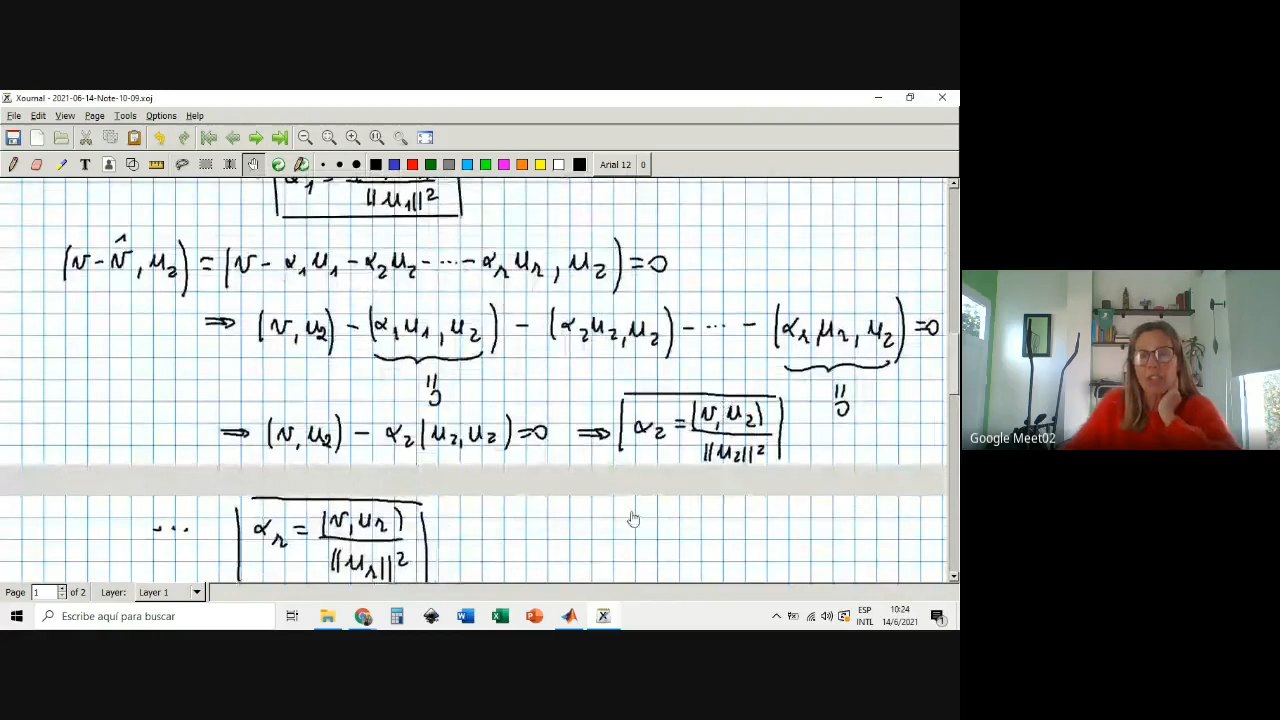 Xournal - 2021-06-14-Note-10-09.xoj
File Edit View Page Tools Options Help
Arial 12 0
α₁ = ‖u₁‖²
(v - v̂, u₂) = (v - α₁u₁ - α₂u₂ - ... - αᵣuᵣ, u₂) = 0
⇒ (v, u₂) - (α₁u₁, u₂) - (α₂u₂, u₂) - ... - (αᵣuᵣ, u₂) = 0
= 0 = 0
⇒ (v, u₂) - α₂(u₂, u₂) = 0 ⇒ α₂ = (v, u₂) / ‖u₂‖²
... αᵣ = (v, uᵣ) / ‖uᵣ‖²
Google Meet02
Page 1 of 2 Layer: Layer 1
Escribe aquí para buscar
ESP
INTL
10:24
14/6/2021